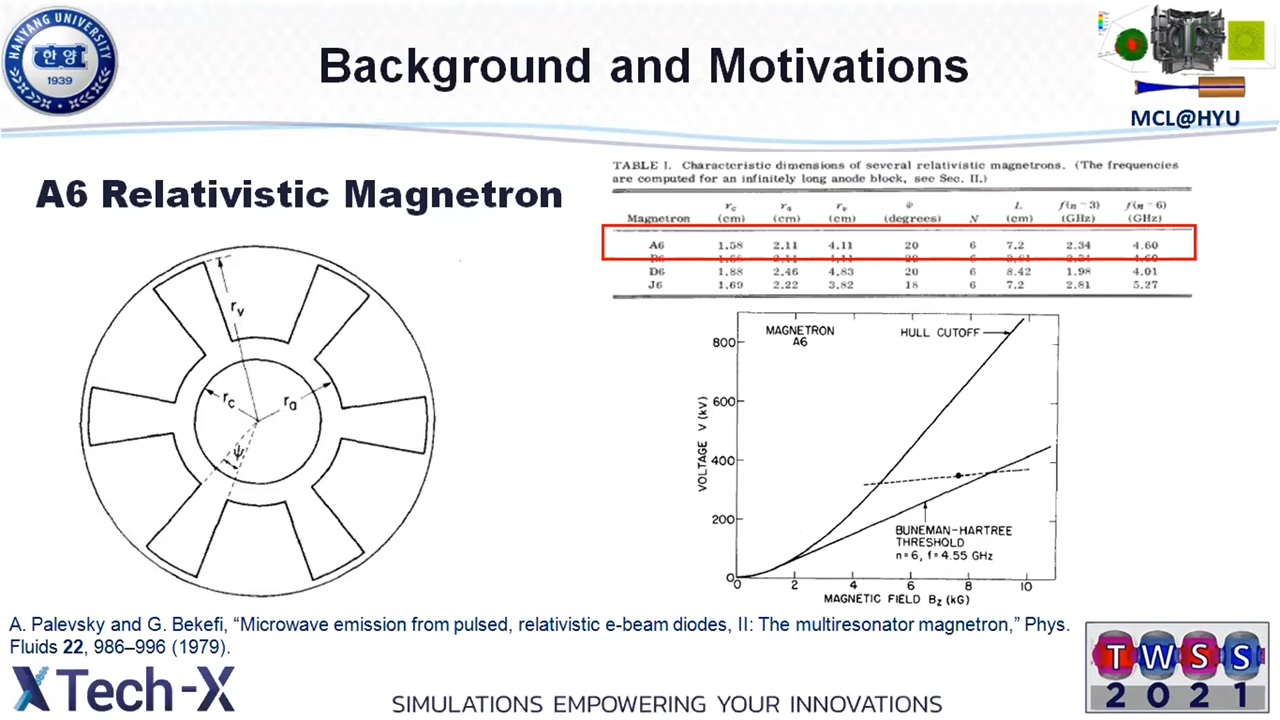 HANYANG UNIVERSITY
한양
1939
Background and Motivations
MCL@HYU
A6 Relativistic Magnetron
TABLE I. Characteristic dimensions of several relativistic magnetrons. (The frequencies
are computed for an infinitely long anode block, see Sec. II.)
r_c r_a r_v ψ L f(n = 3) f(n = 6)
Magnetron (cm) (cm) (cm) (degrees) N (cm) (GHz) (GHz)
A6 1.58 2.11 4.11 20 6 7.2 2.34 4.60
D6 1.88 2.46 4.83 20 6 8.42 1.98 4.01
J6 1.69 2.22 3.82 18 6 7.2 2.81 5.27
r_v
r_c
r_a
ψ
MAGNETRON
A6
HULL CUTOFF
800
600
400
200
0
VOLTAGE V (kV)
BUNEMAN-HARTREE
THRESHOLD
n=6, f=4.55 GHz
0 2 4 6 8 10
MAGNETIC FIELD B_z (kG)
A. Palevsky and G. Bekefi, “Microwave emission from pulsed, relativistic e-beam diodes, II: The multiresonator magnetron,” Phys.
Fluids 22, 986–996 (1979).
Tech-X
SIMULATIONS EMPOWERING YOUR INNOVATIONS
TWSS
2021